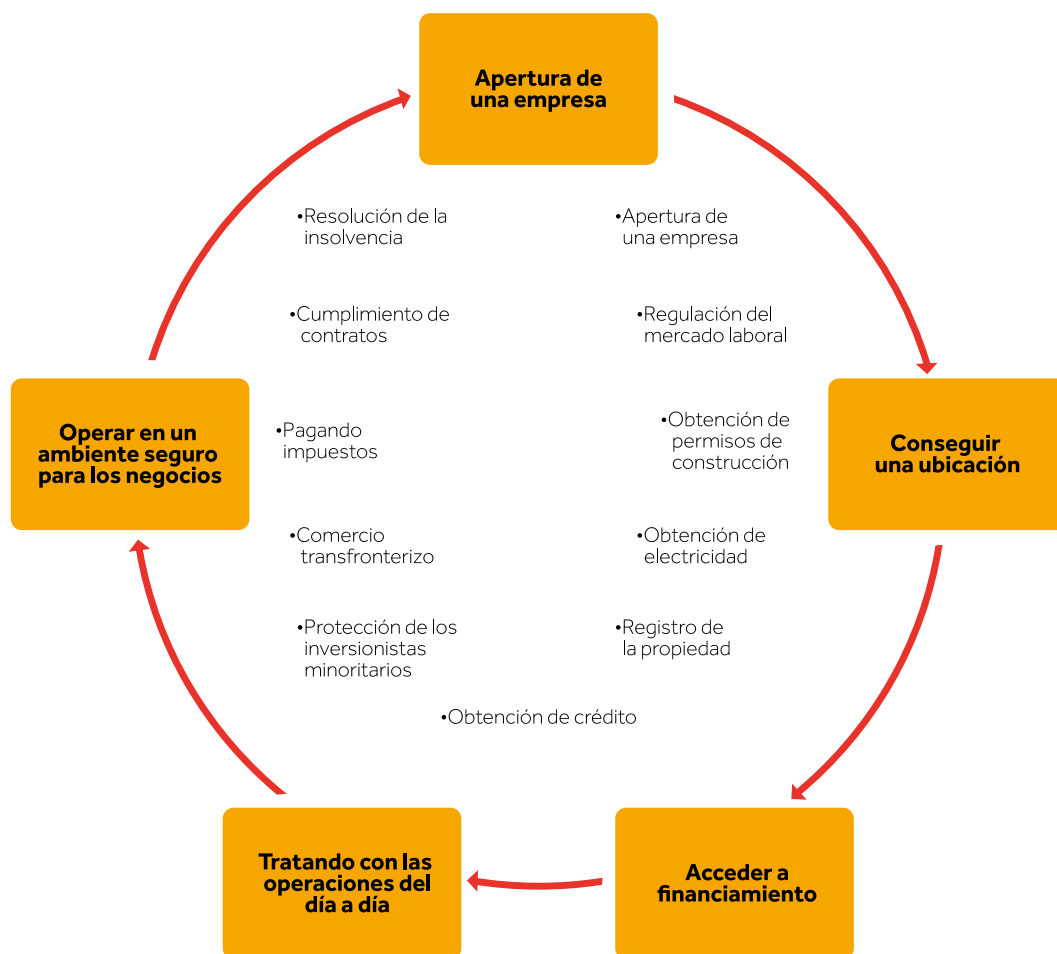 Apertura de
una empresa
•Resolución de la
insolvencia
•Apertura de
una empresa
•Cumplimiento de
contratos
•Regulación del
mercado laboral
Operar en un
ambiente seguro
para los negocios
•Pagando
impuestos
•Obtención de
permisos de
construcción
Conseguir
una ubicación
•Comercio
transfronterizo
•Obtención de
electricidad
•Protección de los
inversionistas
minoritarios
•Registro de
la propiedad
•Obtención de crédito
Tratando con las
operaciones del
día a día
Acceder a
financiamiento